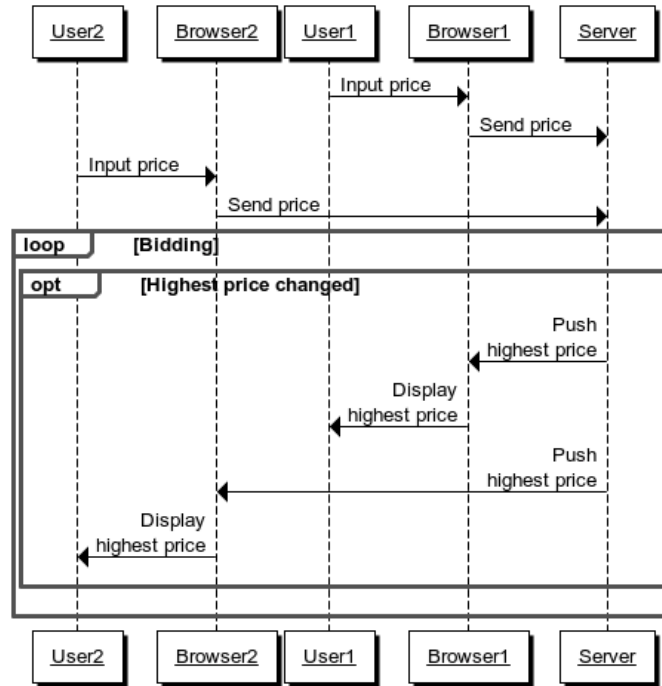 User2 Browser2 User1 Browser1 Server
Input price
Send price
Input price
Send price
loop [Bidding]
opt [Highest price changed]
Push
highest price
Display
highest price
Push
highest price
Display
highest price
User2 Browser2 User1 Browser1 Server